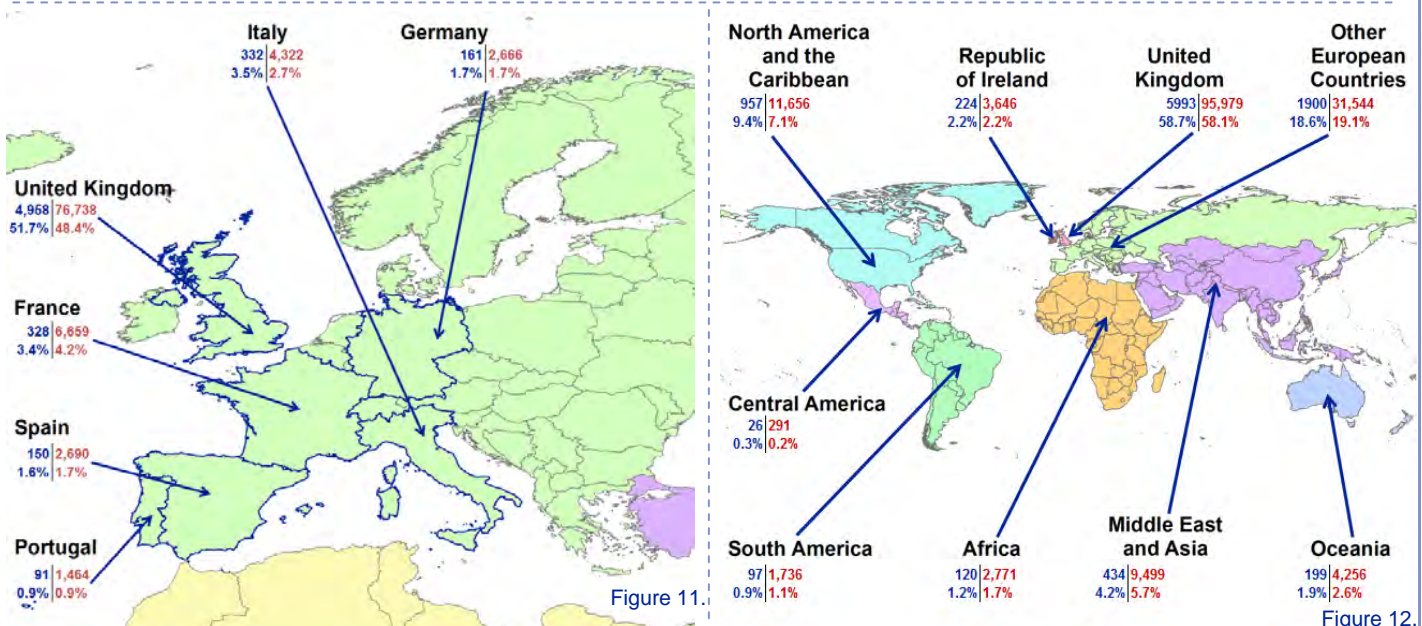 Italy
332 4,322
3.5% 2.7%
Germany
161 2,666
1.7% 1.7%
United Kingdom
4,968 76,738
51.7% 48.4%
France
328 6,659
3.4% 4.2%
Spain
150 2,690
1.6% 1.7%
Portugal
91 1,464
0.9% 0.9%
Figure 11.
North America
and the
Caribbean
957 11,656
9.4% 7.1%
Republic
of Ireland
224 3,646
2.2% 2.2%
United
Kingdom
5993 95,979
58.7% 58.1%
Other
European
Countries
1900 31,544
18.6% 19.1%
Central America
26 291
0.3% 0.2%
South America
97 1,736
0.9% 1.1%
Africa
120 2,771
1.2% 1.7%
Middle East
and Asia
434 9,499
4.2% 5.7%
Oceania
199 4,256
1.9% 2.6%
Figure 12.